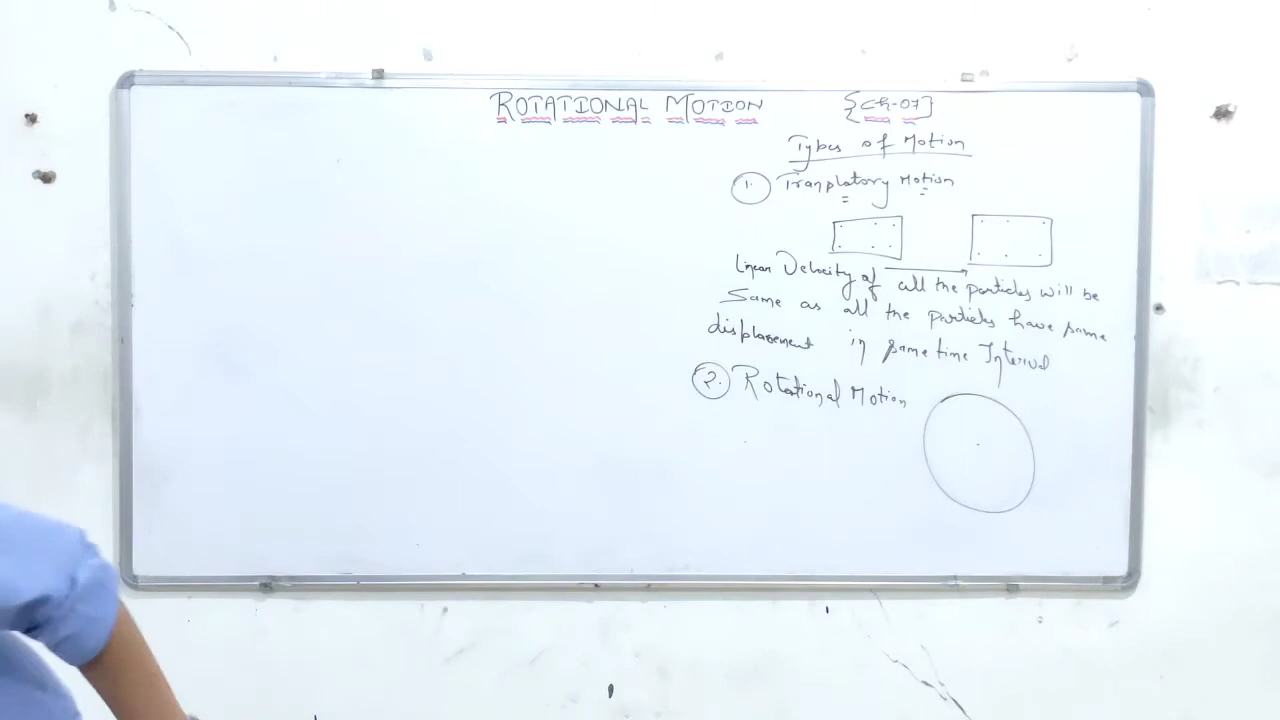 ROTATIONAL MOTION {Ch-07}
Types of Motion
1. Tranplatory Motion
Linear Velocity of all the particles will be
Same as all the particles have same
displacement in same time Interval
2. Rotational Motion